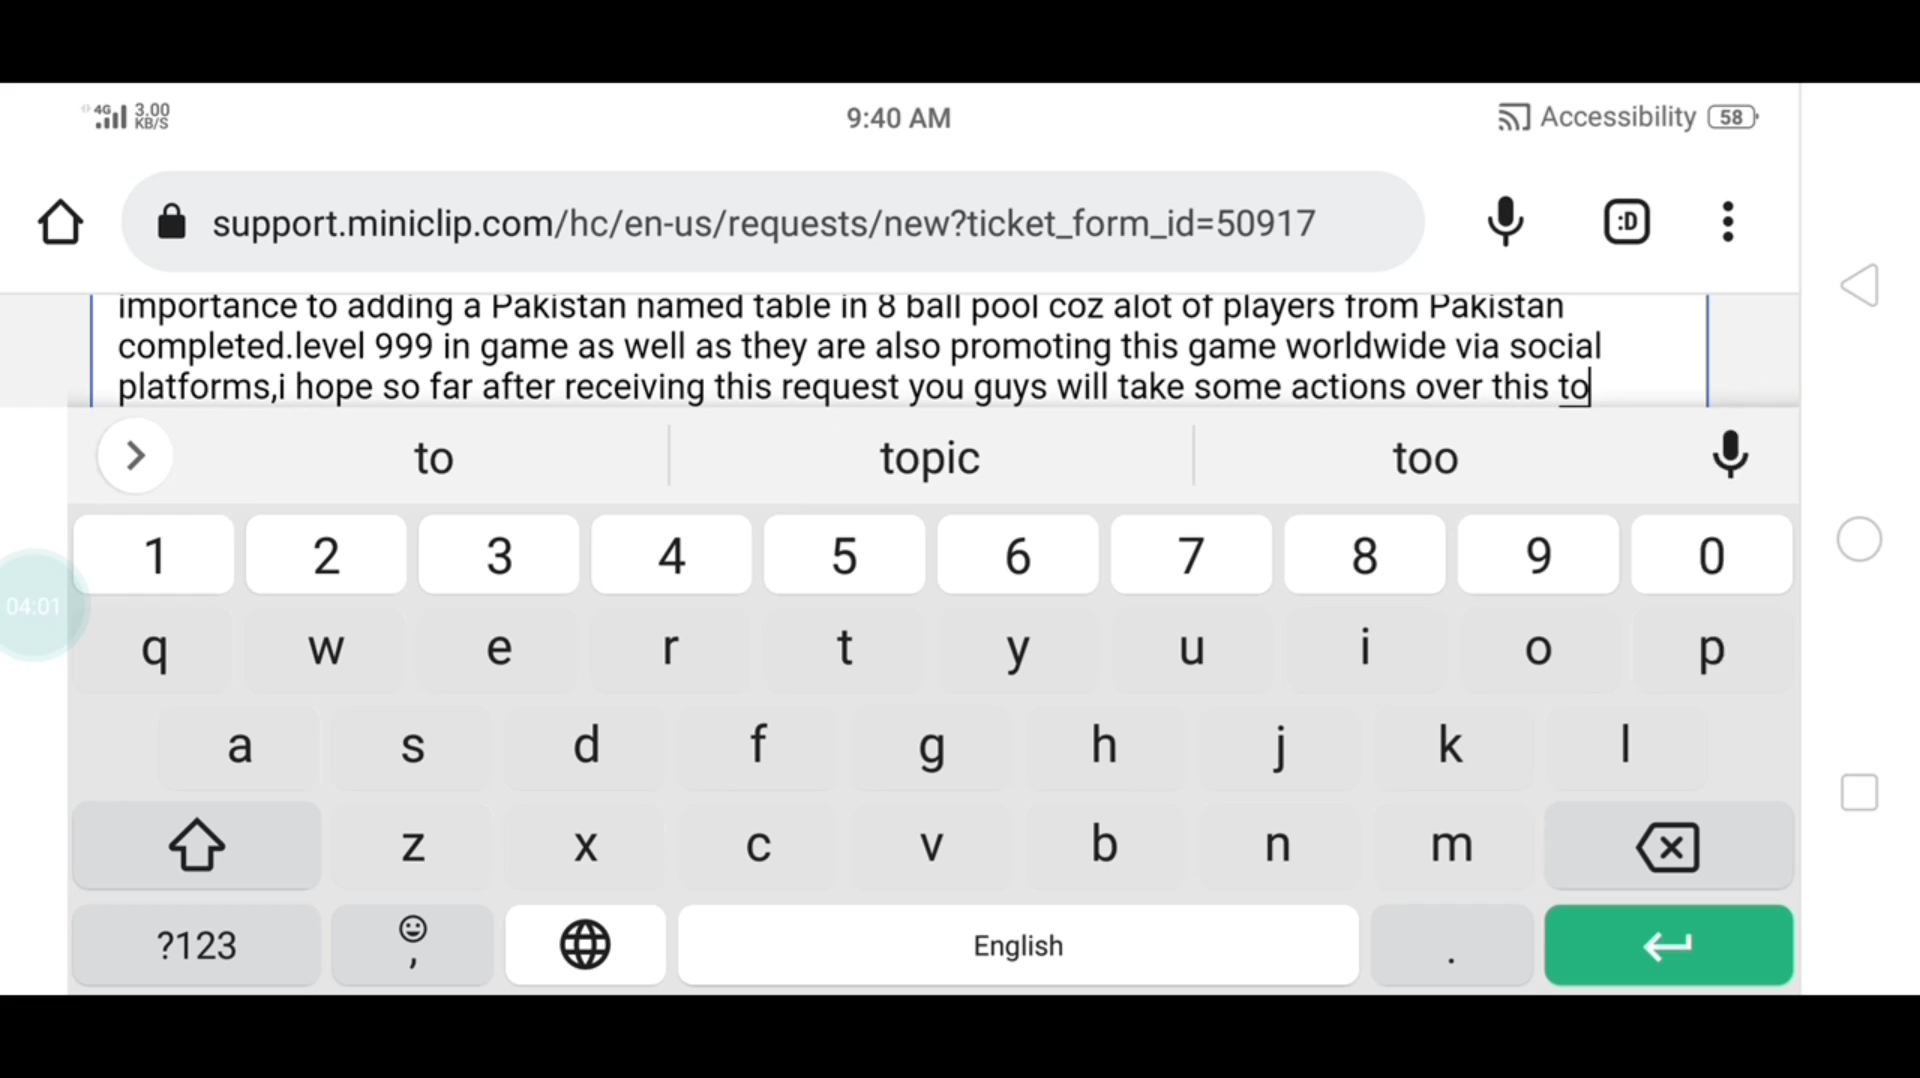 4G 3.00 KB/S
9:40 AM
Accessibility 58
support.miniclip.com/hc/en-us/requests/new?ticket_form_id=50917
:D
importance to adding a Pakistan named table in 8 ball pool coz alot of players from Pakistan
completed.level 999 in game as well as they are also promoting this game worldwide via social
platforms,i hope so far after receiving this request you guys will take some actions over this to
to topic too
1 2 3 4 5 6 7 8 9 0
04:01
q w e r t y u i o p
a s d f g h j k l
z x c v b n m
?123 , English .